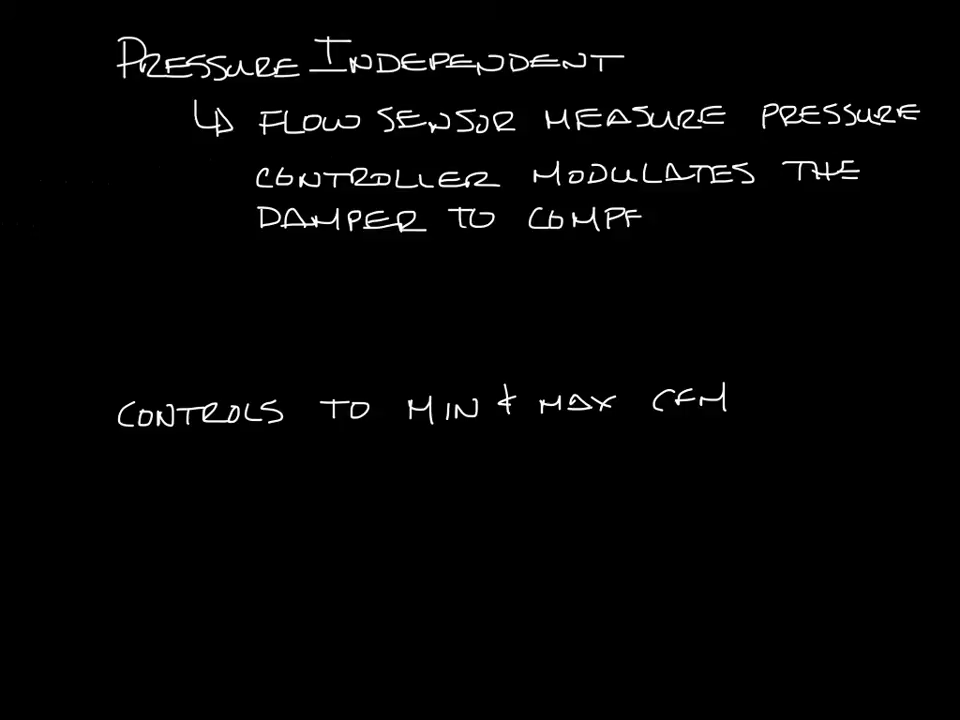 PRESSURE INDEPENDENT
↳ FLOW SENSOR MEASURE PRESSURE
CONTROLLER MODULATES THE
DAMPER TO COMPF
CONTROLS TO MIN & MAX CFM